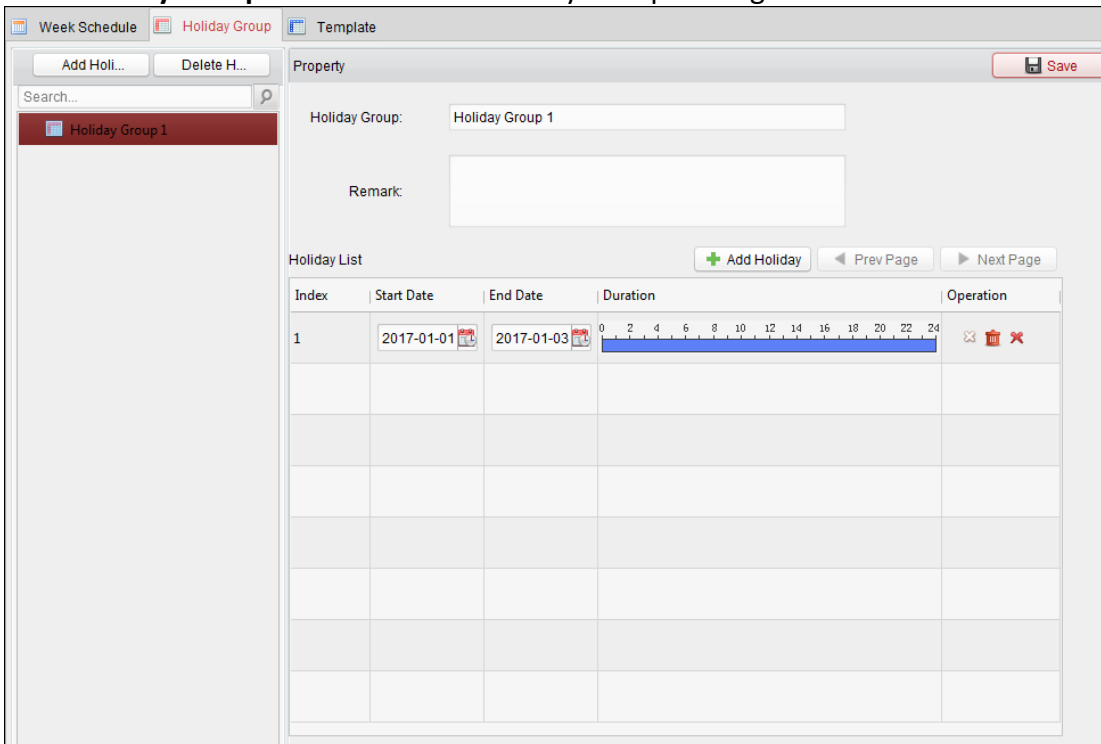 Week Schedule Holiday Group Template
Add Holi... Delete H... Property Save
Search...
Holiday Group 1
Holiday Group: Holiday Group 1
Remark:
Holiday List Add Holiday Prev Page Next Page
Index Start Date End Date Duration Operation
0 2 4 6 8 10 12 14 16 18 20 22 24
1 2017-01-01 2017-01-03